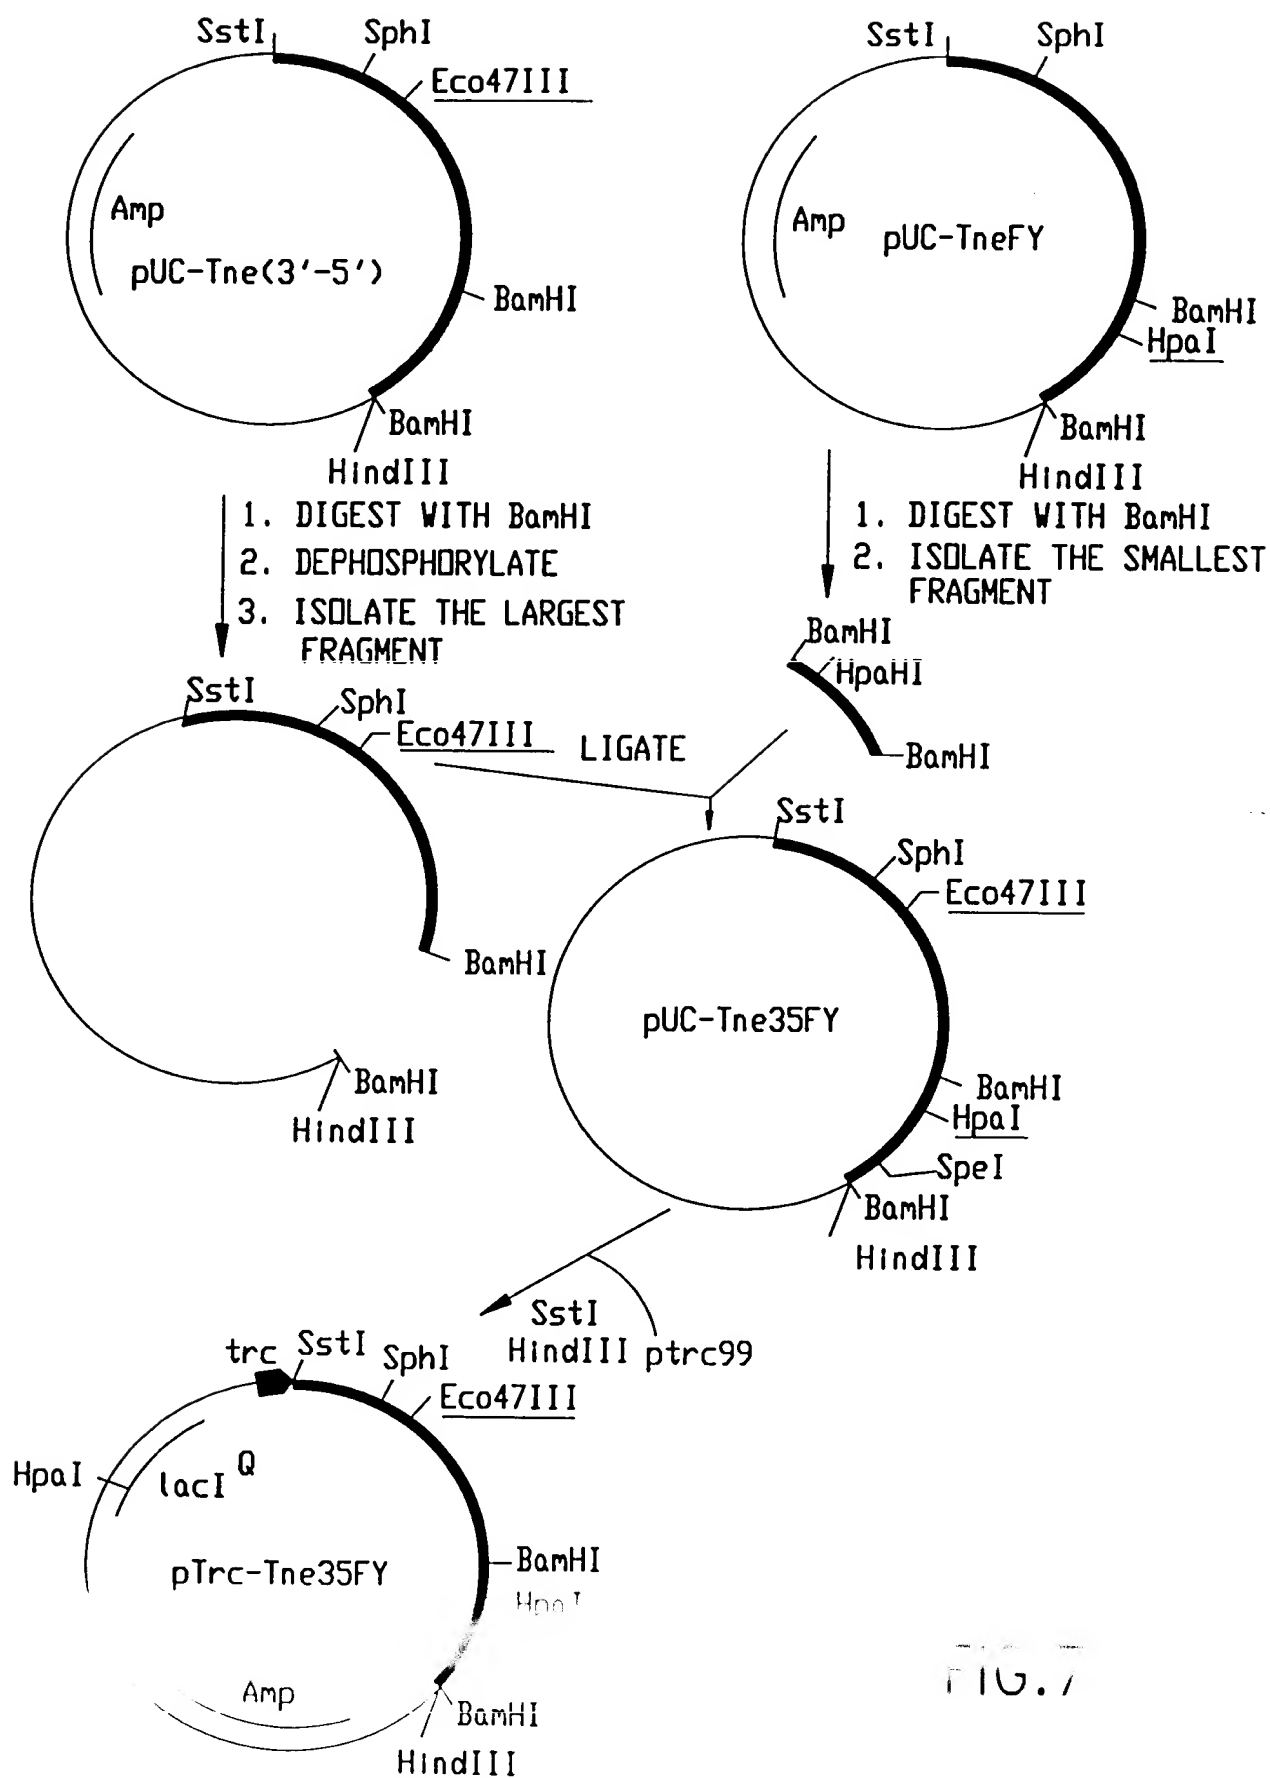 SstI
SphI
Eco47III
Amp
pUC-Tne(3'-5')
BamHI
BamHI
HindIII
SstI
SphI
Amp
pUC-TneFY
BamHI
HpaI
BamHI
HindIII
1. DIGEST WITH BamHI
2. DEPHOSPHORYLATE
3. ISOLATE THE LARGEST
FRAGMENT
1. DIGEST WITH BamHI
2. ISOLATE THE SMALLEST
FRAGMENT
BamHI
HpaHI
BamHI
SstI
SphI
Eco47III
LIGATE
BamHI
BamHI
HindIII
SstI
SphI
Eco47III
pUC-Tne35FY
BamHI
HpaI
SpeI
BamHI
HindIII
SstI
HindIII ptrc99
trc
SstI
SphI
Eco47III
HpaI
lacI Q
pTrc-Tne35FY
BamHI
HpaI
Amp
BamHI
HindIII
FIG. 7